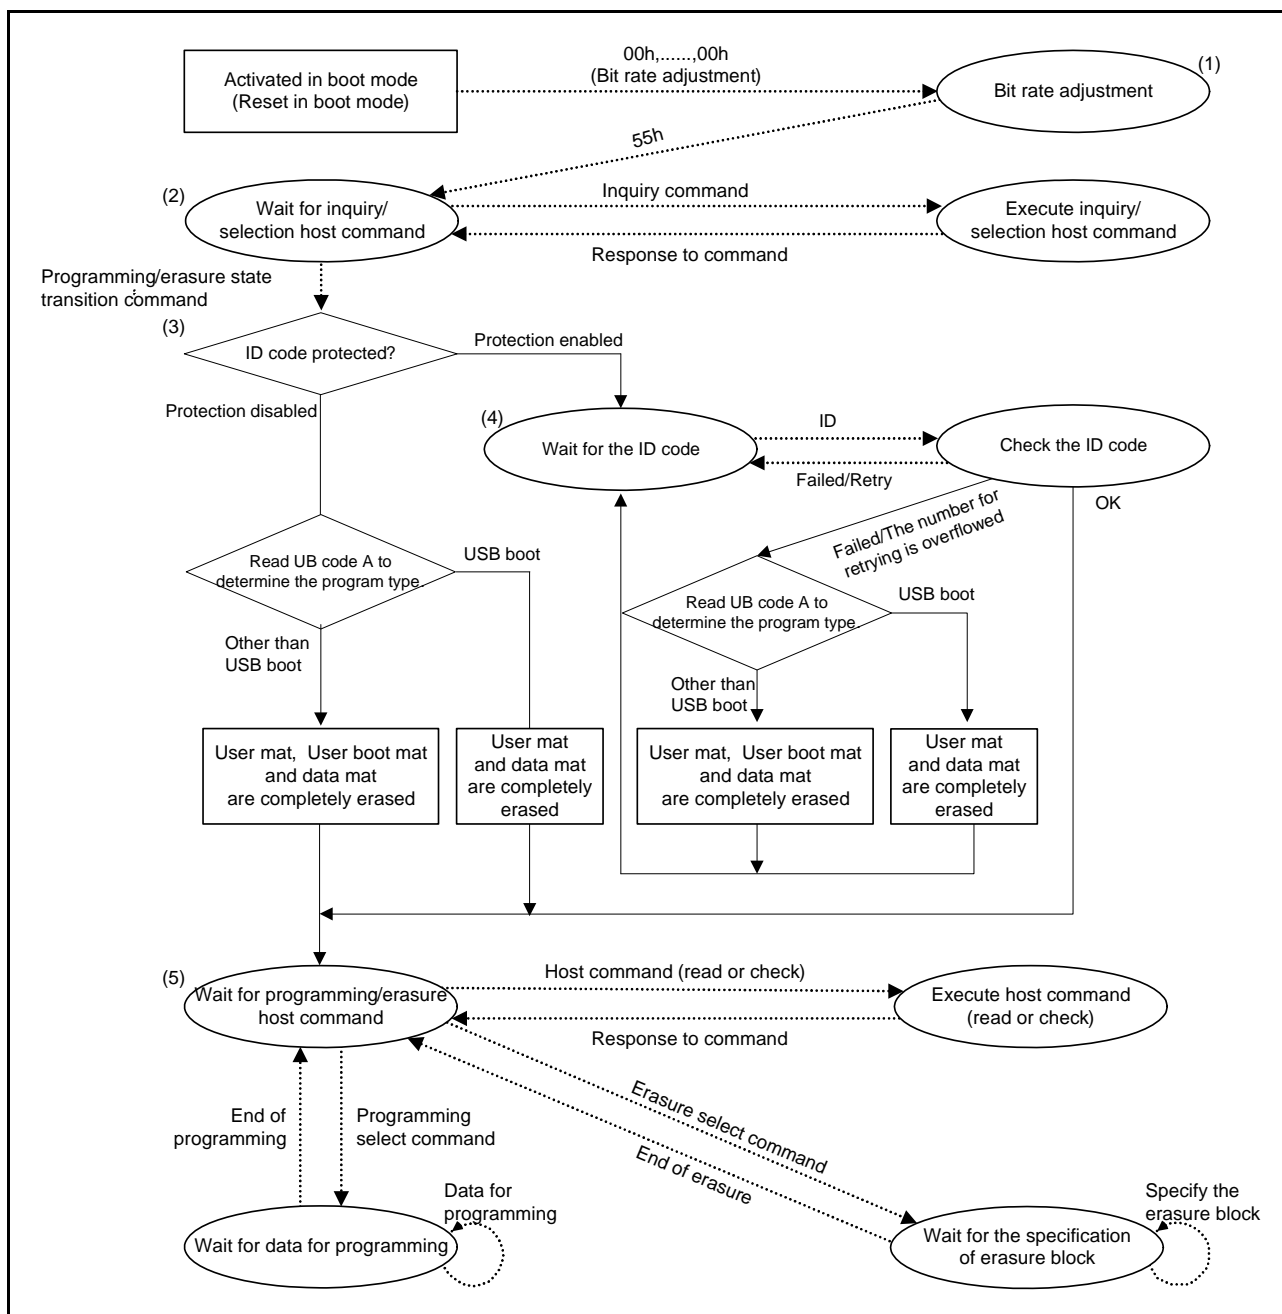 Activated in boot mode
(Reset in boot mode)
00h,......,00h
(Bit rate adjustment)
(1)
Bit rate adjustment
55h
(2)
Wait for inquiry/
selection host command
Inquiry command
Response to command
Execute inquiry/
selection host command
Programming/erasure state
transition command
(3)
ID code protected?
Protection enabled
Protection disabled
(4)
Wait for the ID code
ID
Failed/Retry
Check the ID code
OK
Failed/The number for
retrying is overflowed
Read UB code A to
determine the program type.
USB boot
Other than
USB boot
Read UB code A to
determine the program type.
USB boot
Other than
USB boot
User mat, User boot mat
and data mat
are completely erased
User mat
and data mat
are completely
erased
User mat, User boot mat
and data mat
are completely erased
User mat
and data mat
are completely
erased
(5)
Wait for programming/erasure
host command
Host command (read or check)
Response to command
Execute host command
(read or check)
End of
programming
Programming
select command
Erasure select command
End of erasure
Data for
programming
Wait for data for programming
Specify the
erasure block
Wait for the specification
of erasure block